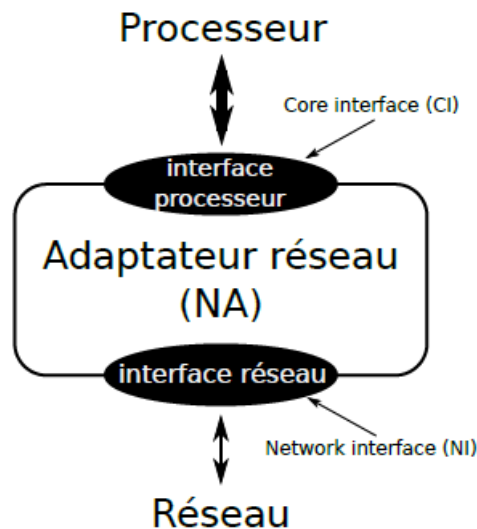 Processeur
Core interface (CI)
interface
processeur
Adaptateur réseau
(NA)
interface réseau
Network interface (NI)
Réseau